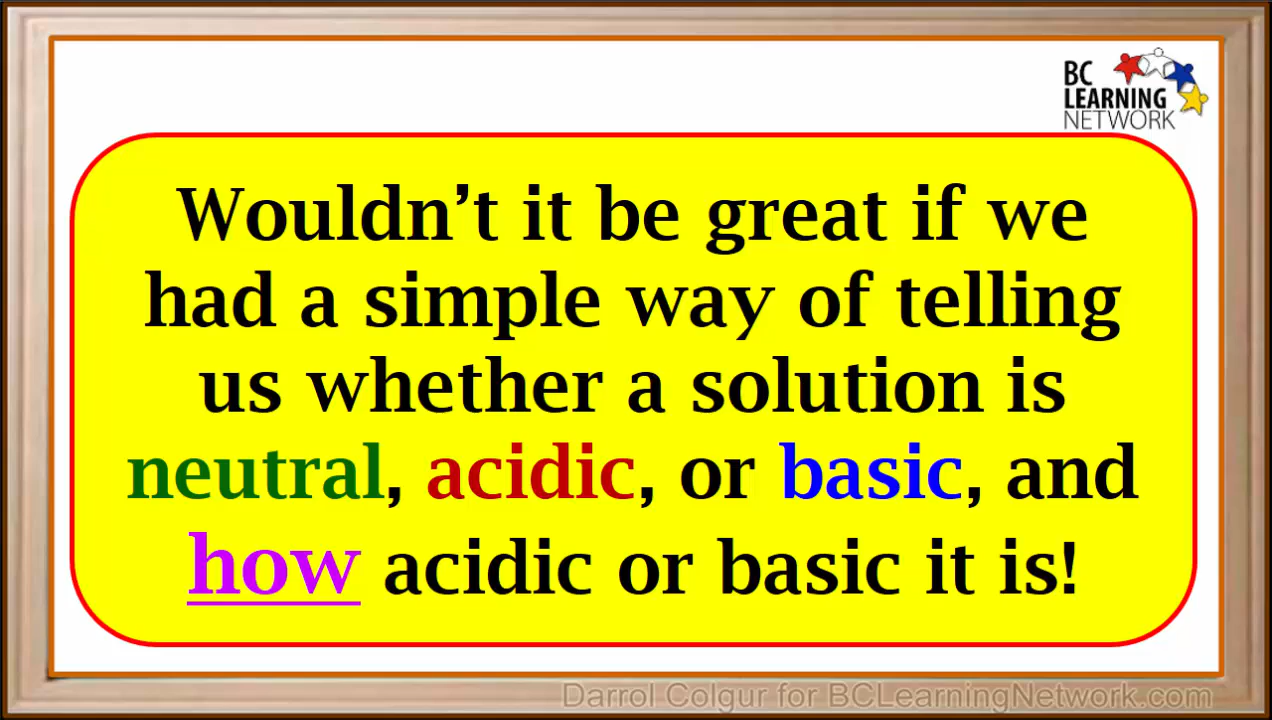 BC
LEARNING
NETWORK
Wouldn’t it be great if we
had a simple way of telling
us whether a solution is
neutral, acidic, or basic, and
how acidic or basic it is!
Darrol Colgur for BCLearningNetwork.com